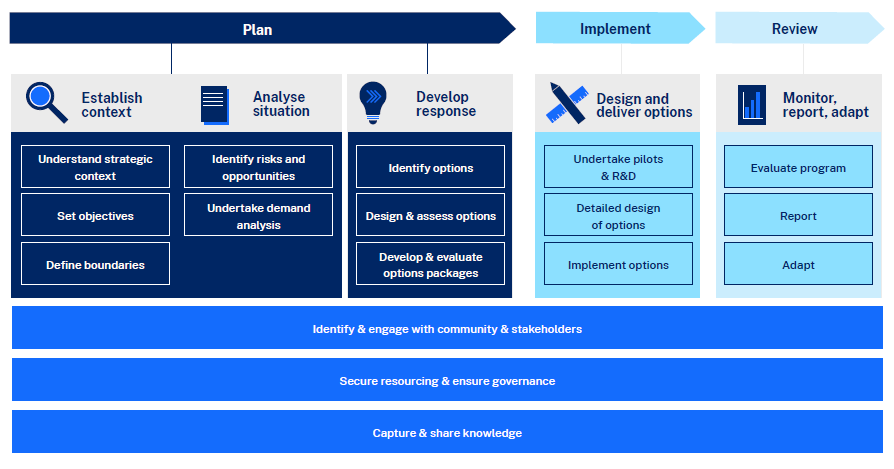 Plan
Implement
Review
Establish
context
Analyse
situation
Develop
response
Design and
deliver options
Monitor,
report, adapt
Understand strategic
context
Set objectives
Define boundaries
Identify risks and
opportunities
Undertake demand
analysis
Identify options
Design & assess options
Develop & evaluate
options packages
Undertake pilots
& R&D
Detailed design
of options
Implement options
Evaluate program
Report
Adapt
Identify & engage with community & stakeholders
Secure resourcing & ensure governance
Capture & share knowledge